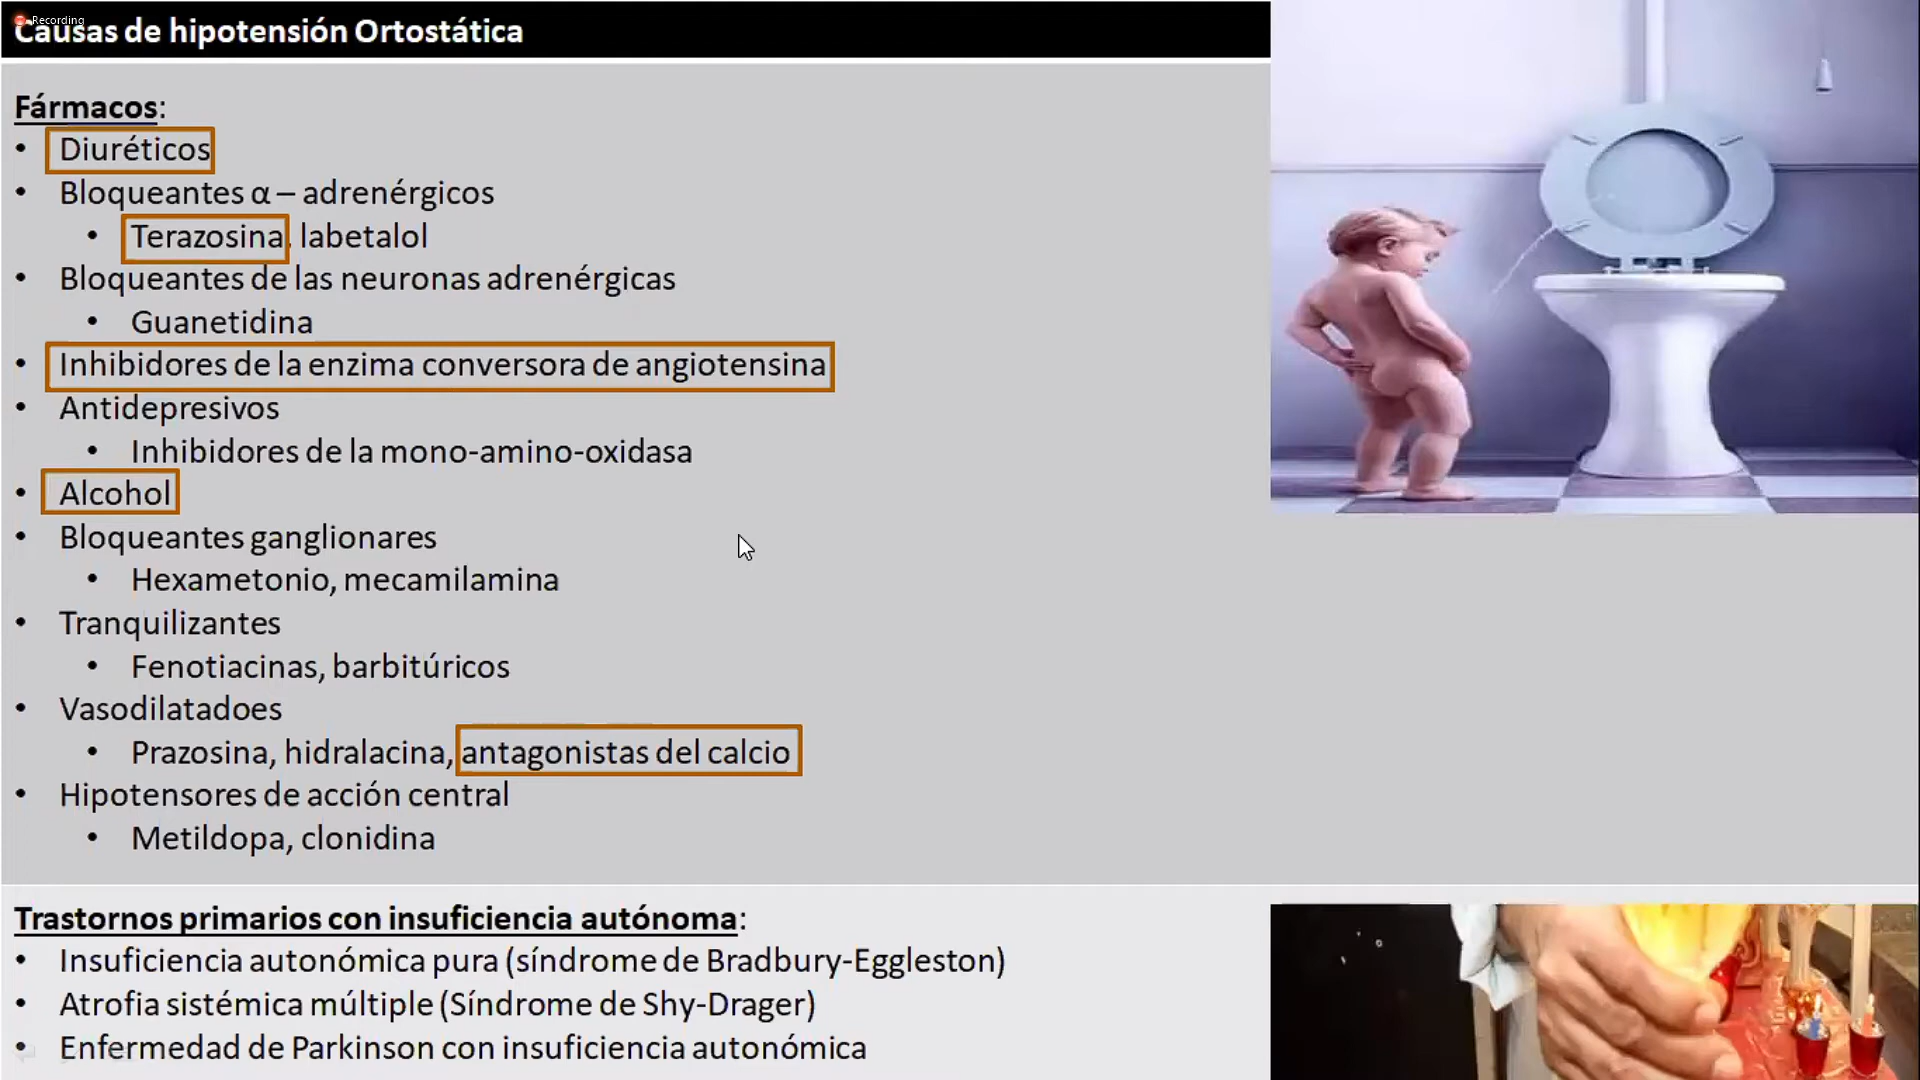 Recording
Causas de hipotensión Ortostática
Fármacos:
• Diuréticos
• Bloqueantes α – adrenérgicos
• Terazosina, labetalol
• Bloqueantes de las neuronas adrenérgicas
• Guanetidina
• Inhibidores de la enzima conversora de angiotensina
• Antidepresivos
• Inhibidores de la mono-amino-oxidasa
• Alcohol
• Bloqueantes ganglionares
• Hexametonio, mecamilamina
• Tranquilizantes
• Fenotiacinas, barbitúricos
• Vasodilatadoes
• Prazosina, hidralacina, antagonistas del calcio
• Hipotensores de acción central
• Metildopa, clonidina
Trastornos primarios con insuficiencia autónoma:
• Insuficiencia autonómica pura (síndrome de Bradbury-Eggleston)
• Atrofia sistémica múltiple (Síndrome de Shy-Drager)
• Enfermedad de Parkinson con insuficiencia autonómica